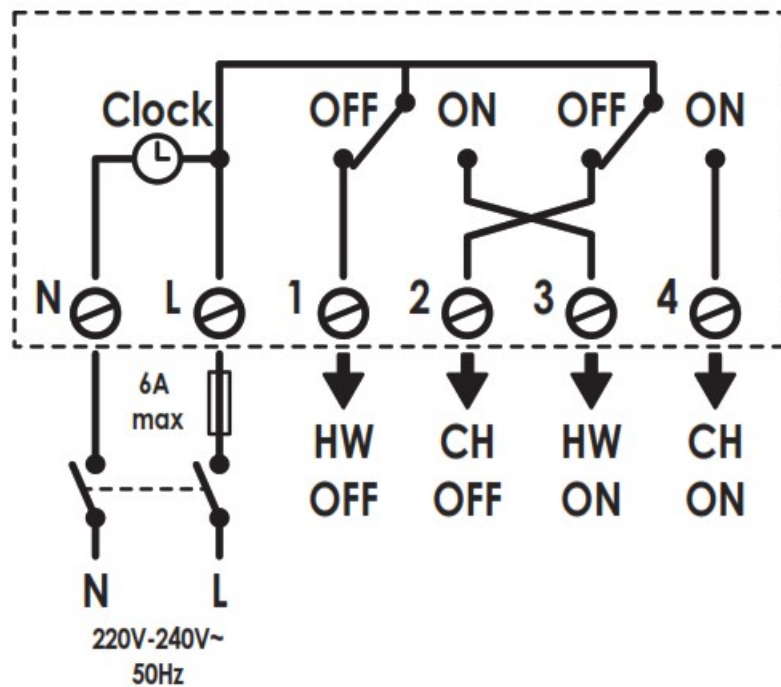 Clock OFF ON OFF ON
N L 1 2 3 4
6A
max
HW CH HW CH
OFF OFF ON ON
N L
220V-240V~
50Hz